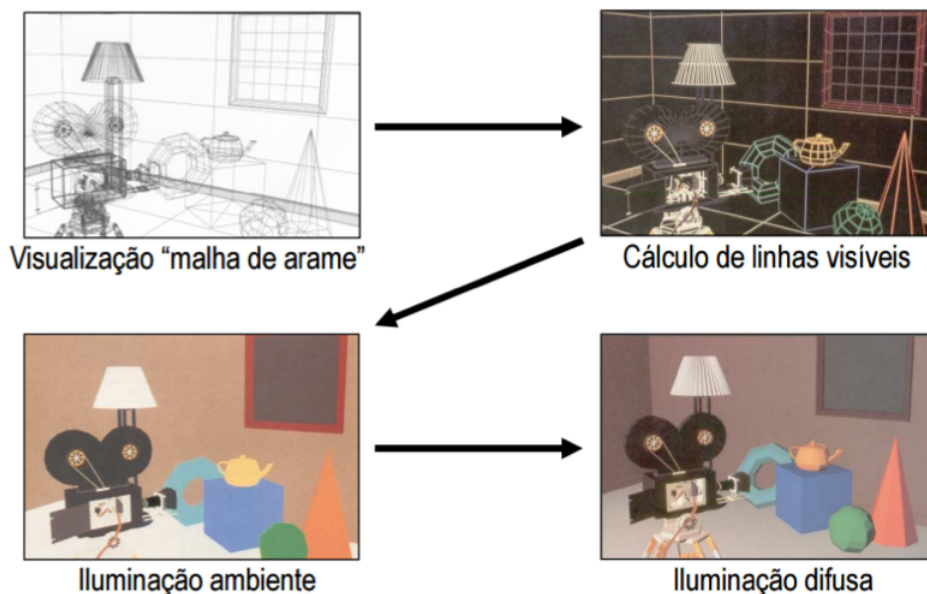 Visualização “malha de arame”
Cálculo de linhas visíveis
Iluminação ambiente
Iluminação difusa